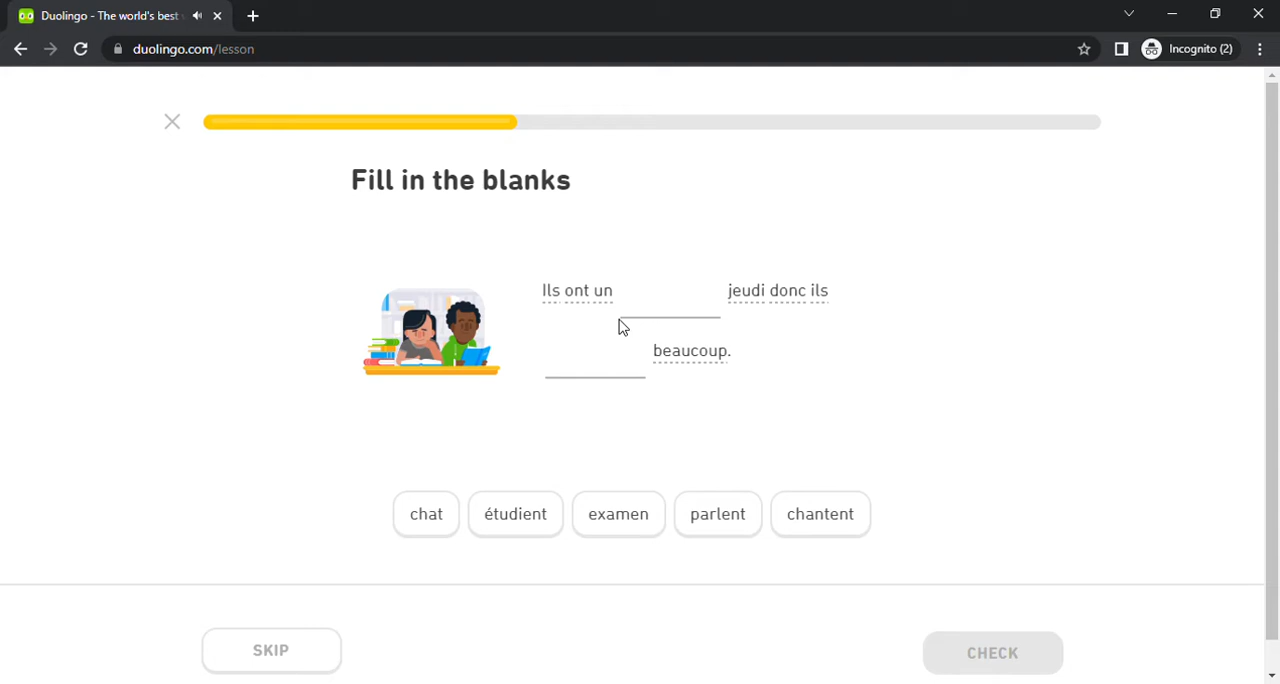 Duolingo - The world's best
duolingo.com/lesson
Incognito (2)
Fill in the blanks
Ils ont un jeudi donc ils
beaucoup.
chat étudient examen parlent chantent
SKIP CHECK